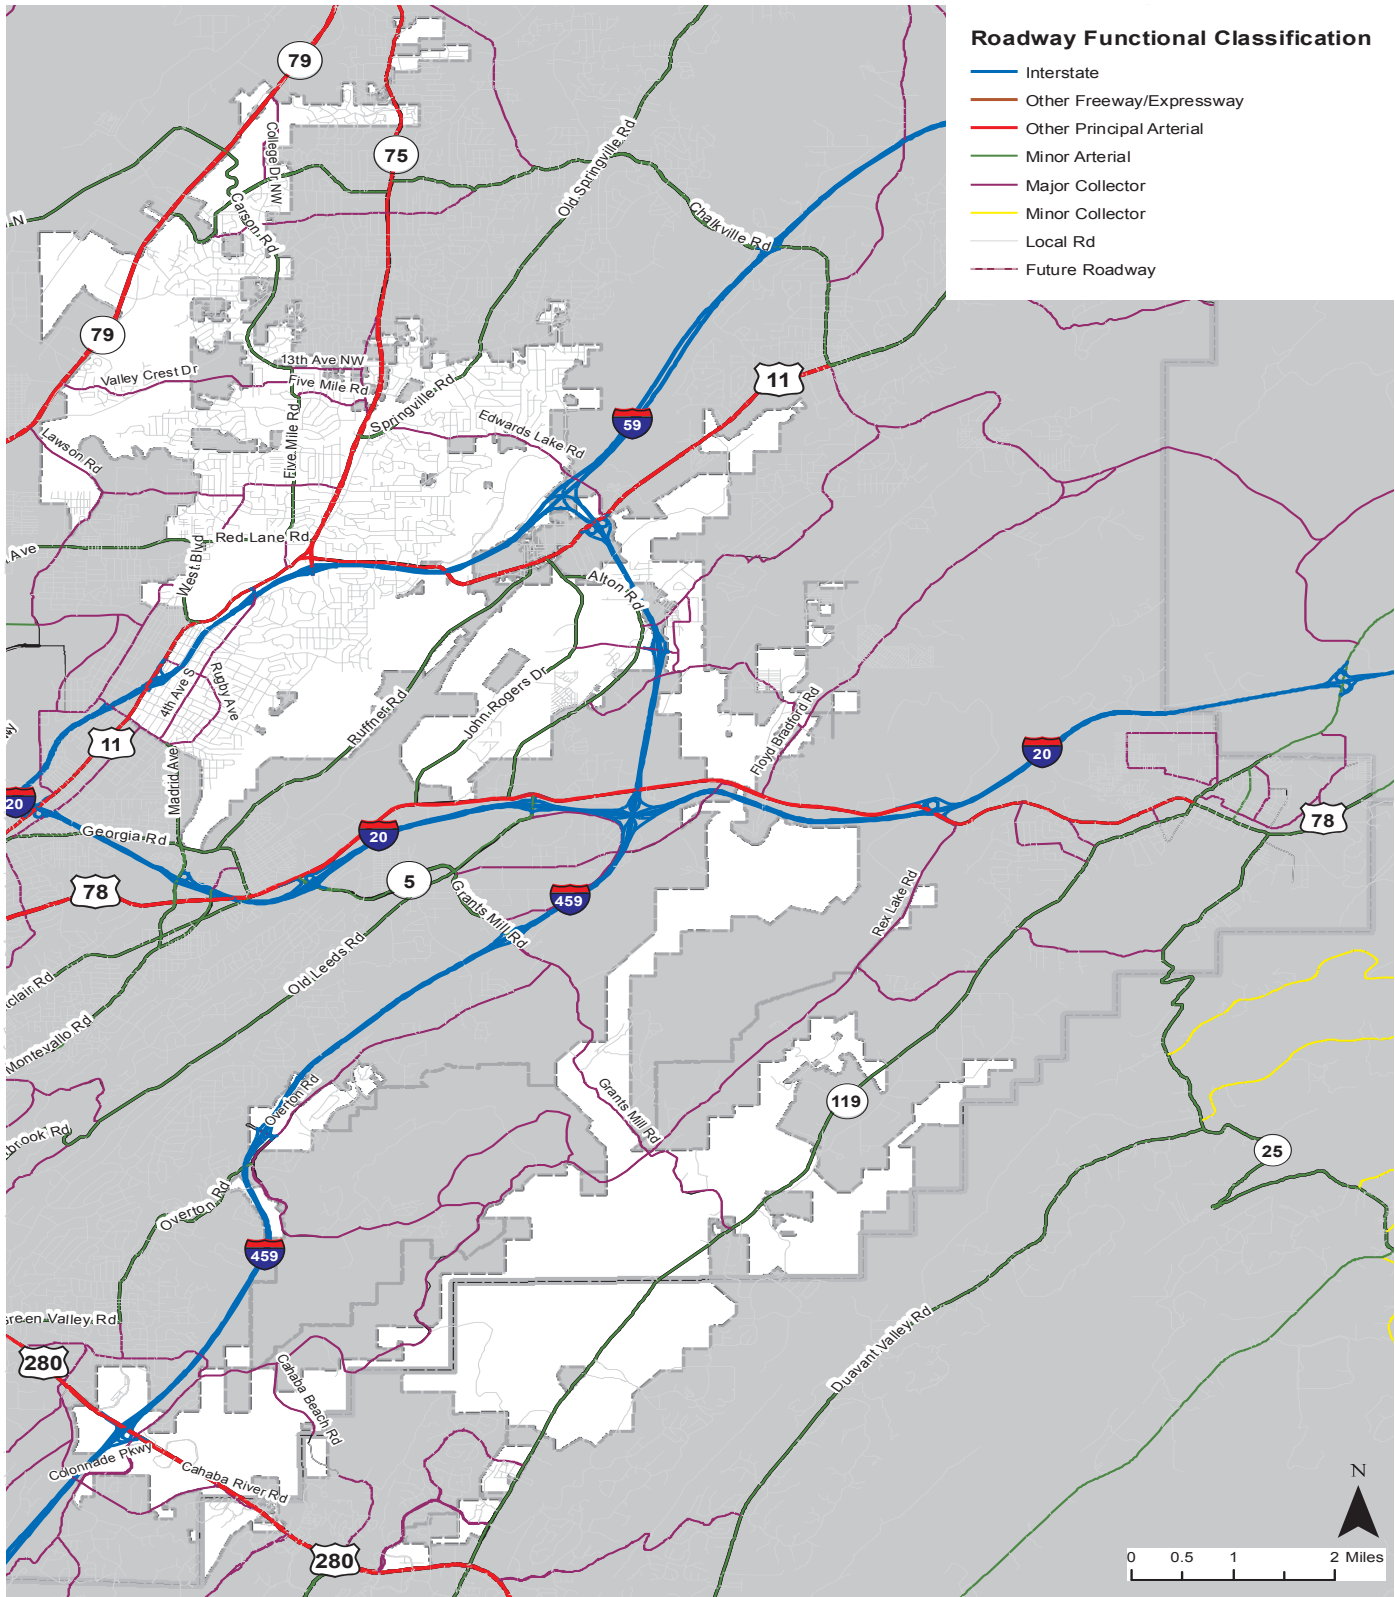 Roadway Functional Classification
Interstate
Other Freeway/Expressway
Other Principal Arterial
Minor Arterial
Major Collector
Minor Collector
Local Rd
Future Roadway
79
75
College Dr NW
Old Springville Rd
N
Carson Rd
Chalkville Rd
79
13th Ave NW
Valley Crest Dr
Five Mile Rd
11
Springville Rd
59
Five Mile Rd
Edwards Lake Rd
Lawson Rd
Red Lane Rd
Ave
West Blvd
Alton Rd
4th Ave S
Rugby Ave
John Rogers Dr
Ruffner Rd
Floyd Bradford Rd
11
20
Madrid Ave
20
Georgia Rd
20
78
5
78
459
Grants Mill Rd
Rex Lake Rd
Old Leeds Rd
clair Rd
Montevallo Rd
Overton Rd
Grants Mill Rd
119
brook Rd
25
Overton Rd
459
Green Valley Rd
Duavant Valley Rd
280
Cahaba Beach Rd
Colonnade Pkwy
Cahaba River Rd
280
N
0 0.5 1 2 Miles